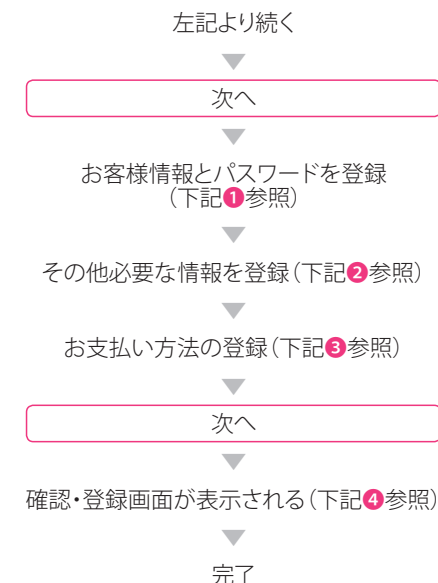 左記より続く
次へ
お客様情報とパスワードを登録
(下記❶参照)
その他必要な情報を登録(下記❷参照)
お支払い方法の登録(下記❸参照)
次へ
確認・登録画面が表示される(下記❹参照)
完了